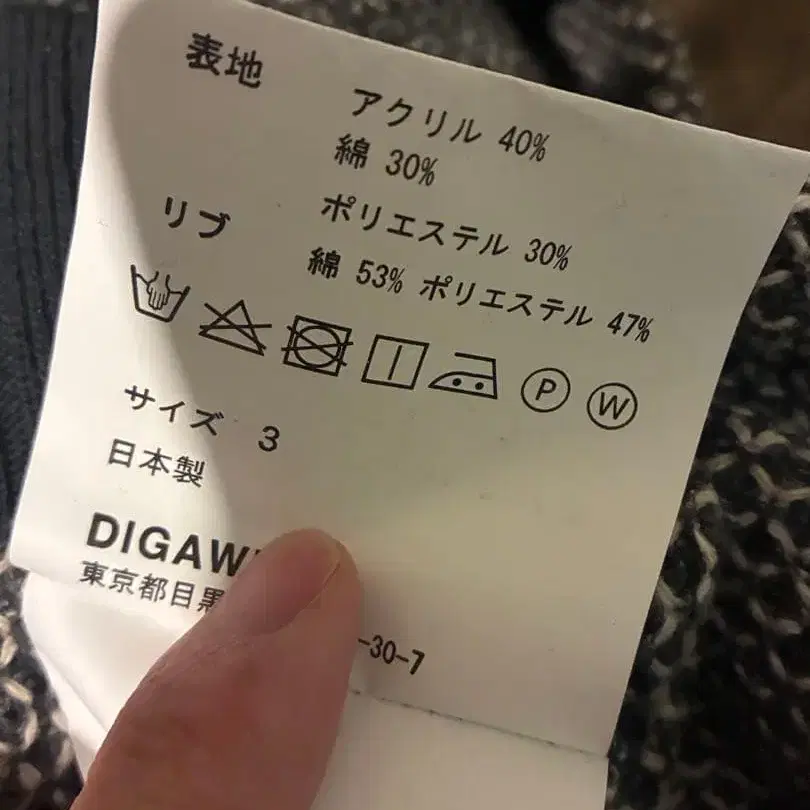 表地 アクリル 40%
綿 30%
ポリエステル 30%
リブ 綿 53% ポリエステル 47%
P W
サイズ 3
日本製
DIGAW
東京都目黒
-30-7